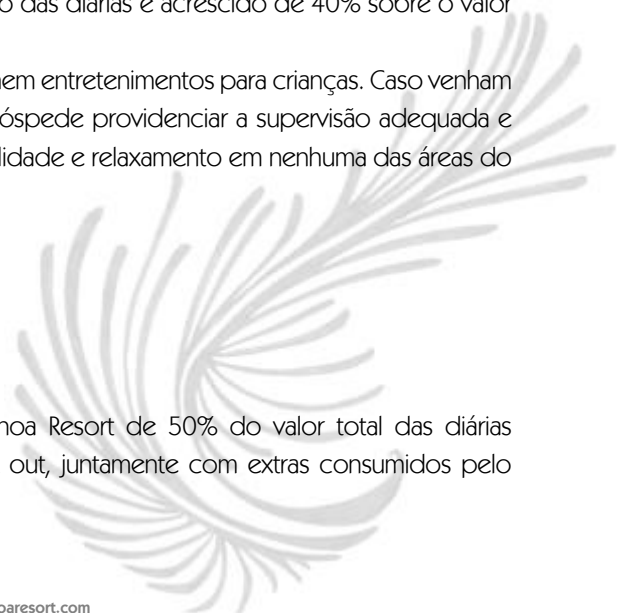 o das diárias é acrescido de 40% sobre o valor
nem entretenimentos para crianças. Caso venham
óspede providenciar a supervisão adequada e
lidade e relaxamento em nenhuma das áreas do
noa Resort de 50% do valor total das diárias
out, juntamente com extras consumidos pelo
oaresort.com